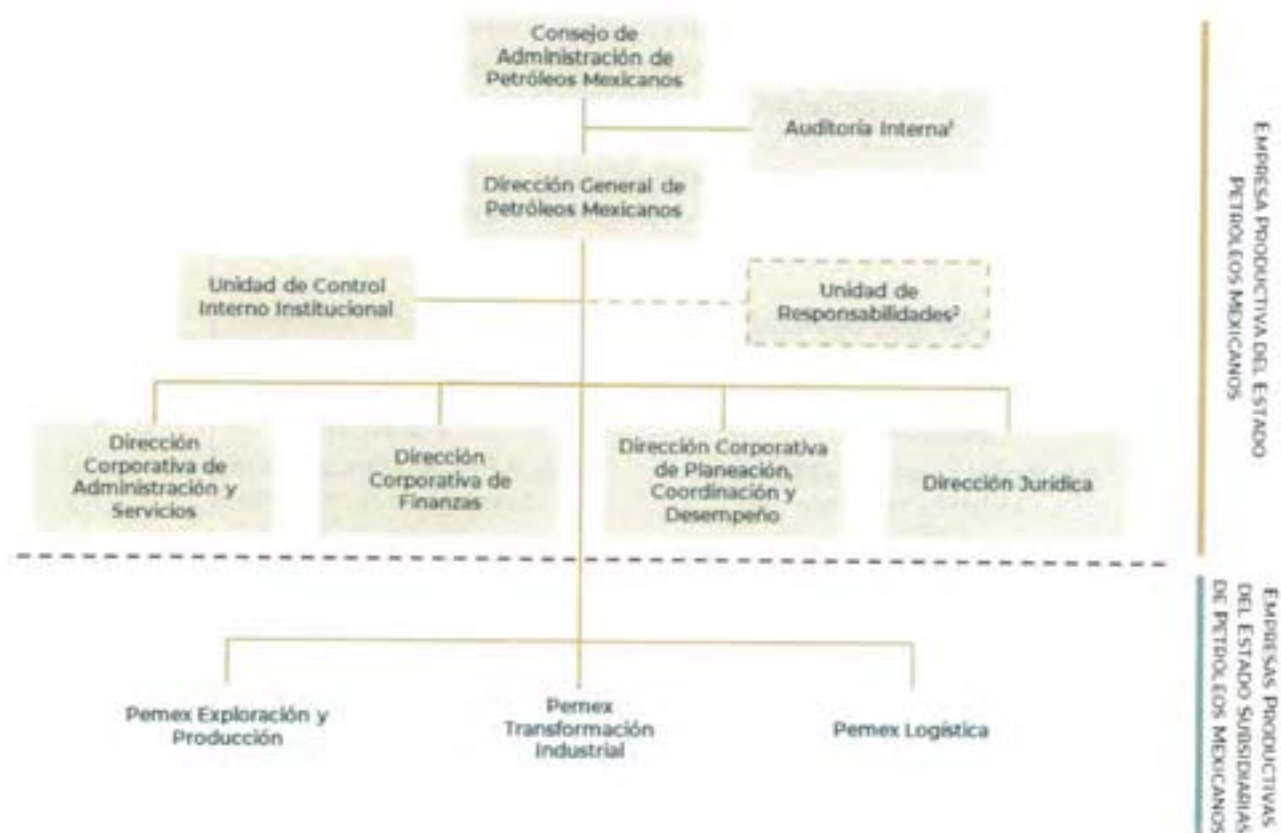 Consejo de
Administración de
Petróleos Mexicanos
Auditoría Interna¹
Dirección General de
Petróleos Mexicanos
Unidad de Control
Interno Institucional
Unidad de
Responsabilidades²
Dirección
Corporativa de
Administración y
Servicios
Dirección
Corporativa de
Finanzas
Dirección Corporativa
de Planeación,
Coordinación y
Desempeño
Dirección Jurídica
Pemex Exploración y
Producción
Pemex
Transformación
Industrial
Pemex Logística
EMPRESA PRODUCTIVA DEL ESTADO
PETRÓLEOS MEXICANOS
EMPRESAS PRODUCTIVAS
DEL ESTADO SUBSIDIARIAS
DE PETRÓLEOS MEXICANOS